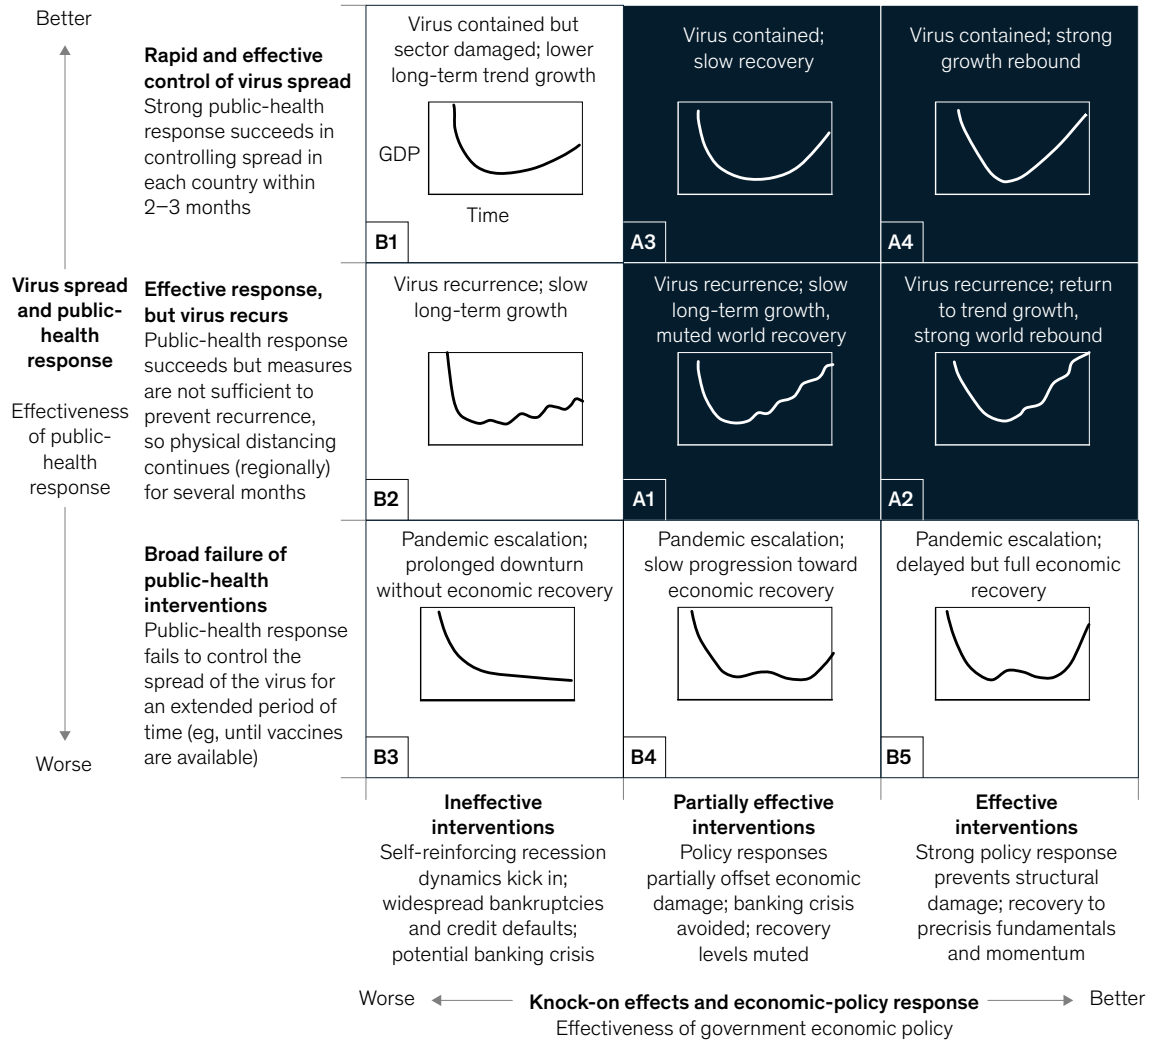 Better
Rapid and effective
control of virus spread
Strong public-health
response succeeds in
controlling spread in
each country within
2–3 months
Virus contained but
sector damaged; lower
long-term trend growth
GDP
Time
B1
Virus contained;
slow recovery
A3
Virus contained; strong
growth rebound
A4
Virus spread
and public-
health
response
Effectiveness
of public-
health
response
Effective response,
but virus recurs
Public-health response
succeeds but measures
are not sufficient to
prevent recurrence,
so physical distancing
continues (regionally)
for several months
Virus recurrence; slow
long-term growth
B2
Virus recurrence; slow
long-term growth,
muted world recovery
A1
Virus recurrence; return
to trend growth,
strong world rebound
A2
Broad failure of
public-health
interventions
Public-health response
fails to control the
spread of the virus for
an extended period of
time (eg, until vaccines
are available)
Worse
Pandemic escalation;
prolonged downturn
without economic recovery
B3
Pandemic escalation;
slow progression toward
economic recovery
B4
Pandemic escalation;
delayed but full economic
recovery
B5
Ineffective
interventions
Self-reinforcing recession
dynamics kick in;
widespread bankruptcies
and credit defaults;
potential banking crisis
Partially effective
interventions
Policy responses
partially offset economic
damage; banking crisis
avoided; recovery
levels muted
Effective
interventions
Strong policy response
prevents structural
damage; recovery to
precrisis fundamentals
and momentum
Worse
Knock-on effects and economic-policy response
Better
Effectiveness of government economic policy